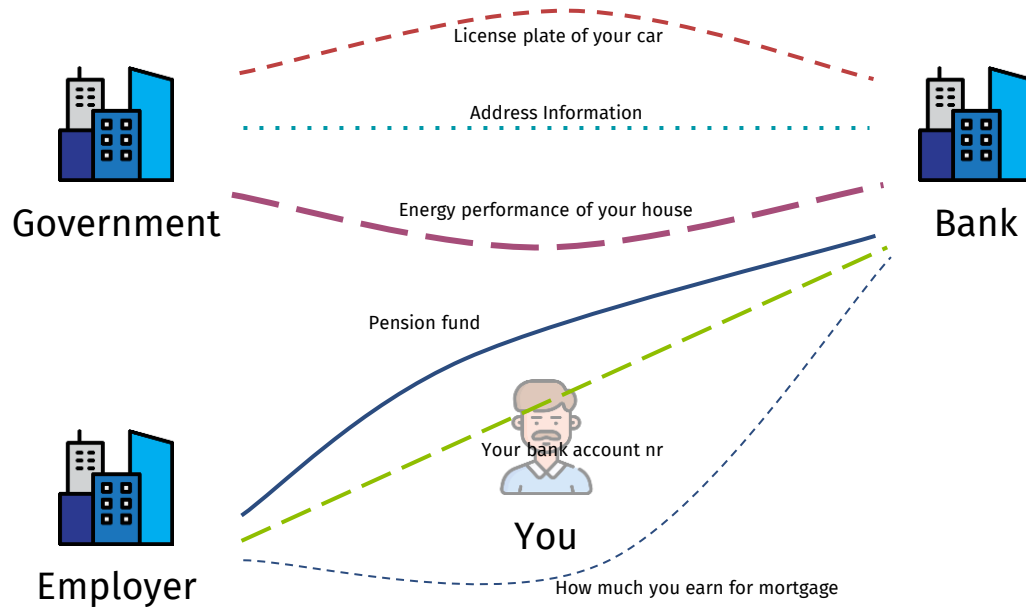 License plate of your car
Address Information
Government
Energy performance of your house
Bank
Pension fund
Your bank account nr
You
Employer
How much you earn for mortgage